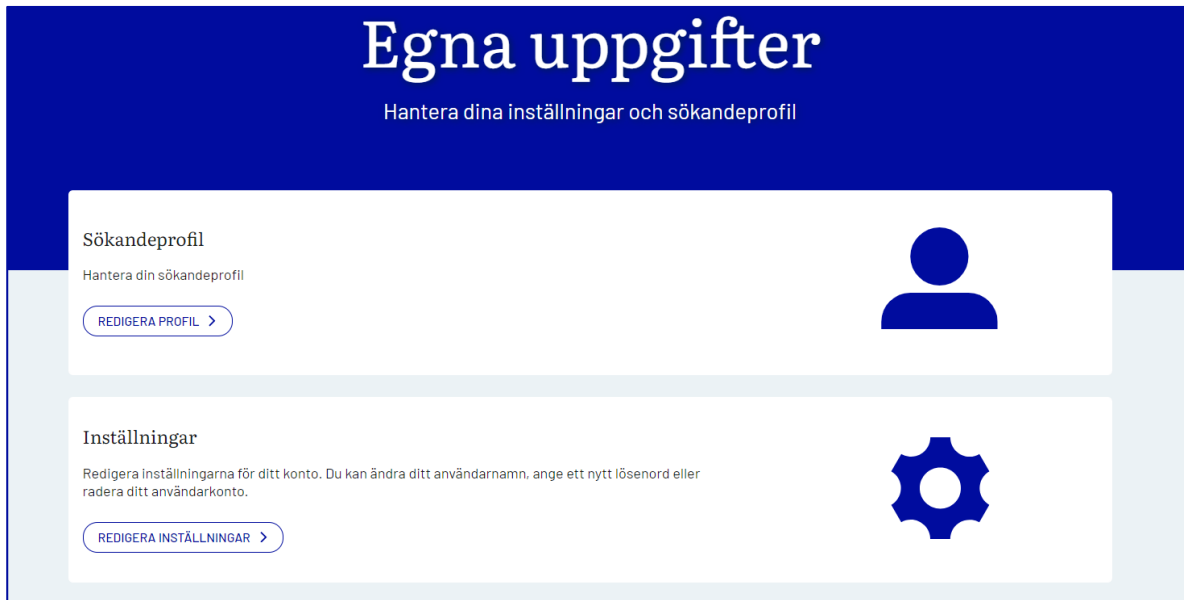 Egna uppgifter
Hantera dina inställningar och sökandeprofil
Sökandeprofil
Hantera din sökandeprofil
REDIGERA PROFIL
Inställningar
Redigera inställningarna för ditt konto. Du kan ändra ditt användarnamn, ange ett nytt lösenord eller
radera ditt användarkonto.
REDIGERA INSTÄLLNINGAR